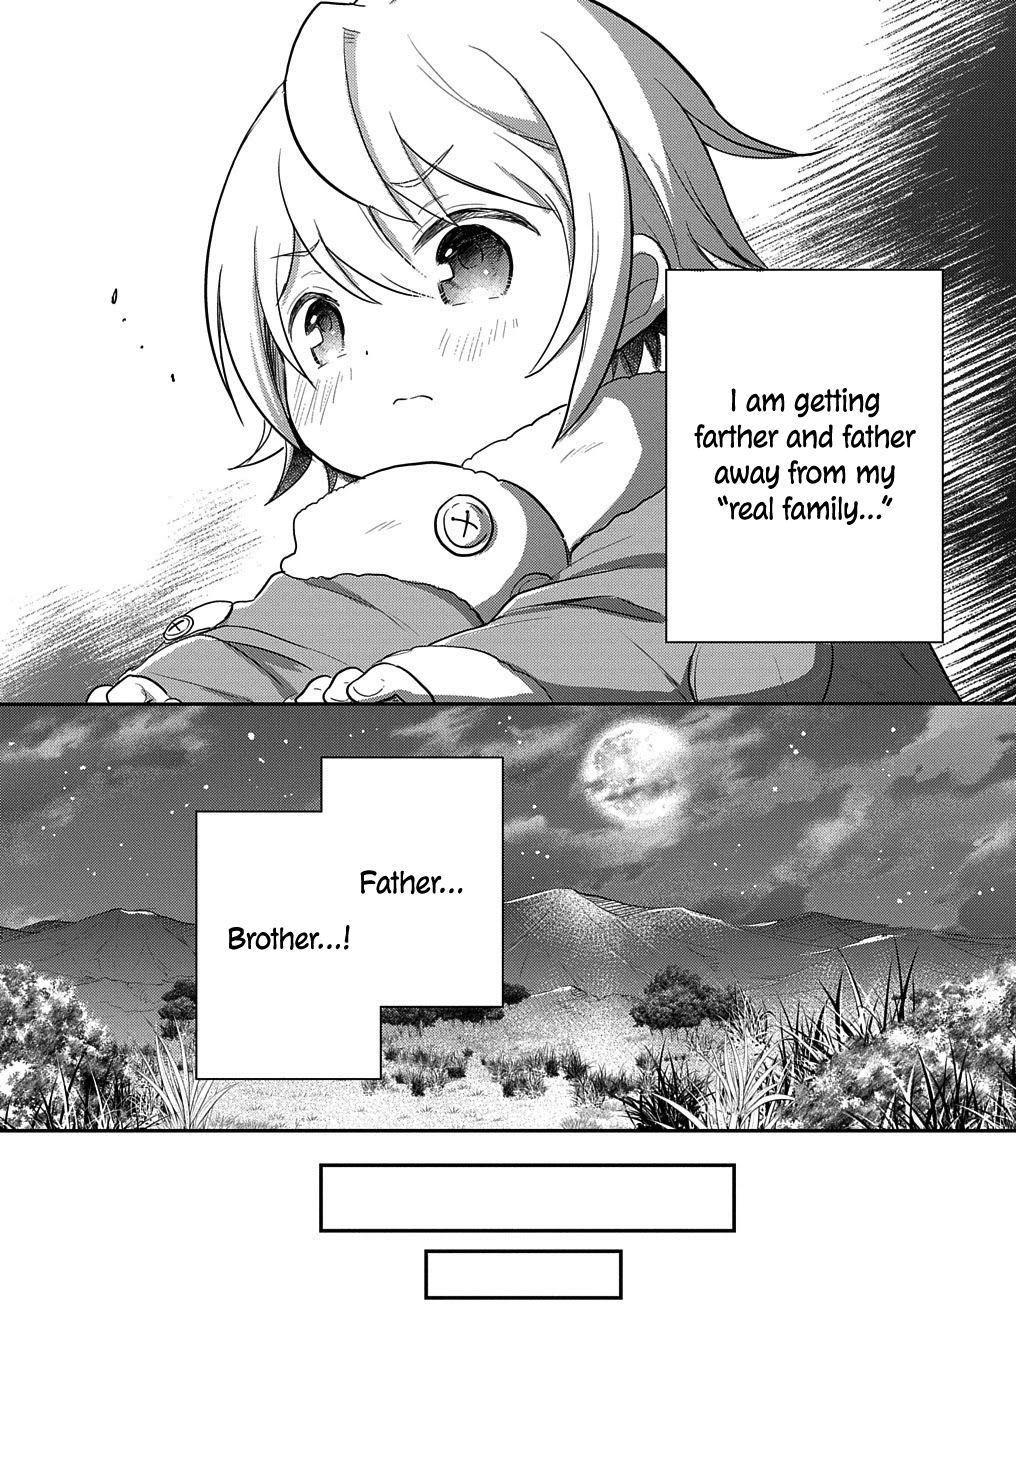 I am getting
farther and father
away from my
“real family...”
Father...
Brother...!